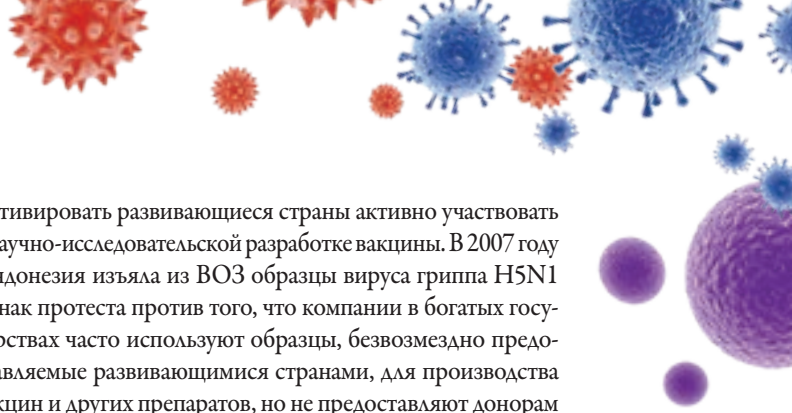 тивировать развивающиеся страны активно участвовать
аучно-исследовательской разработке вакцины. В 2007 году
ндонезия изъяла из ВОЗ образцы вируса гриппа H5N1
нак протеста против того, что компании в богатых госу-
рствах часто используют образцы, безвозмездно предо-
авляемые развивающимися странами, для производства
кцин и других препаратов, но не предоставляют донорам